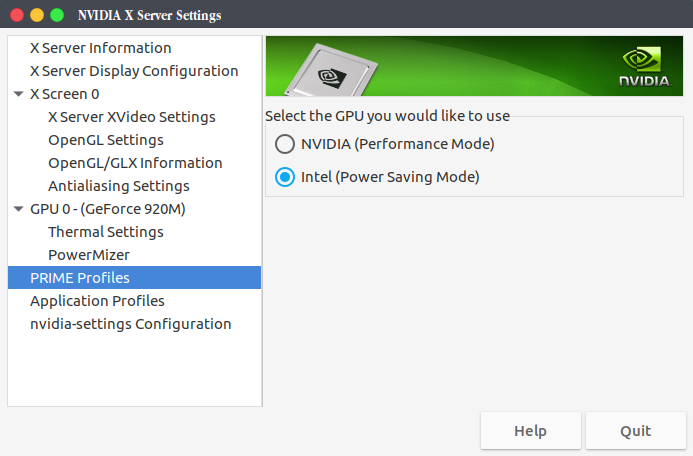 NVIDIA X Server Settings
X Server Information
X Server Display Configuration
X Screen 0
X Server XVideo Settings
OpenGL Settings
OpenGL/GLX Information
Antialiasing Settings
GPU 0 - (GeForce 920M)
Thermal Settings
PowerMizer
PRIME Profiles
Application Profiles
nvidia-settings Configuration
NVIDIA
Select the GPU you would like to use
NVIDIA (Performance Mode)
Intel (Power Saving Mode)
Help
Quit